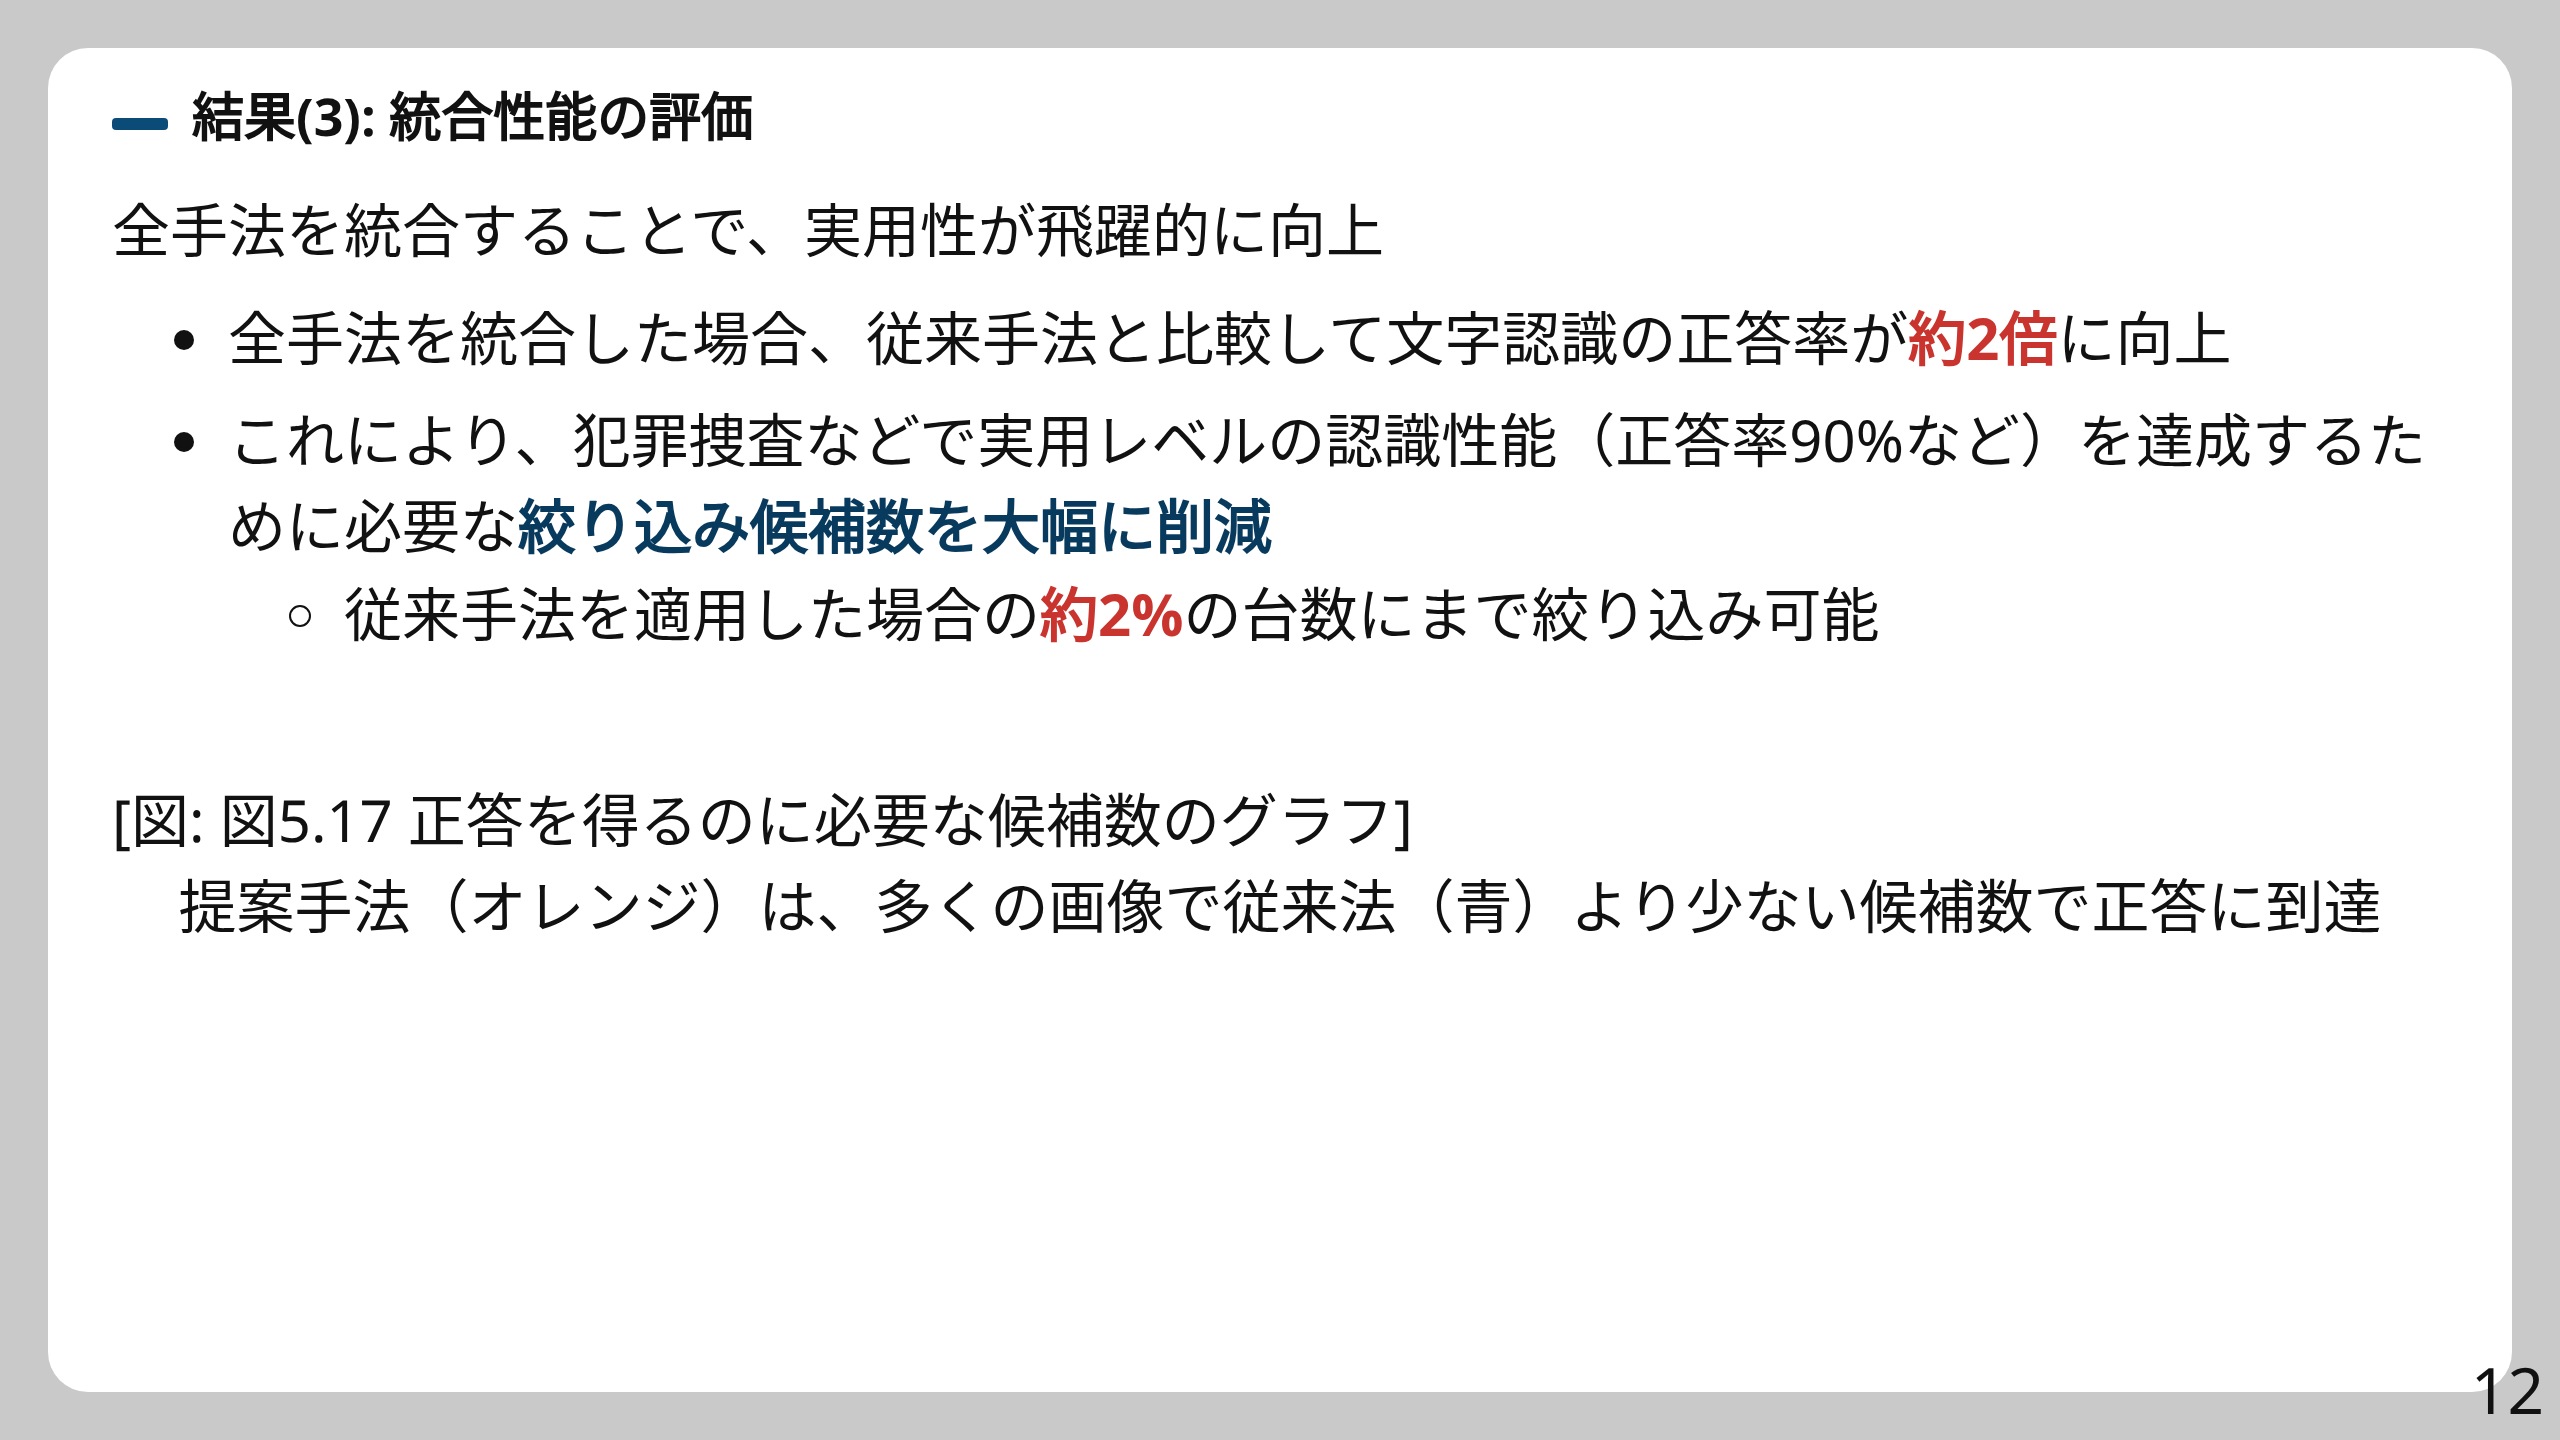 結果(3): 統合性能の評価
全手法を統合することで、実用性が飛躍的に向上
• 全手法を統合した場合、従来手法と比較して文字認識の正答率が約2倍に向上
• これにより、犯罪捜査などで実用レベルの認識性能（正答率90%など）を達成するた
めに必要な絞り込み候補数を大幅に削減
○ 従来手法を適用した場合の約2%の台数にまで絞り込み可能
[図: 図5.17 正答を得るのに必要な候補数のグラフ]
提案手法（オレンジ）は、多くの画像で従来法（青）より少ない候補数で正答に到達
12